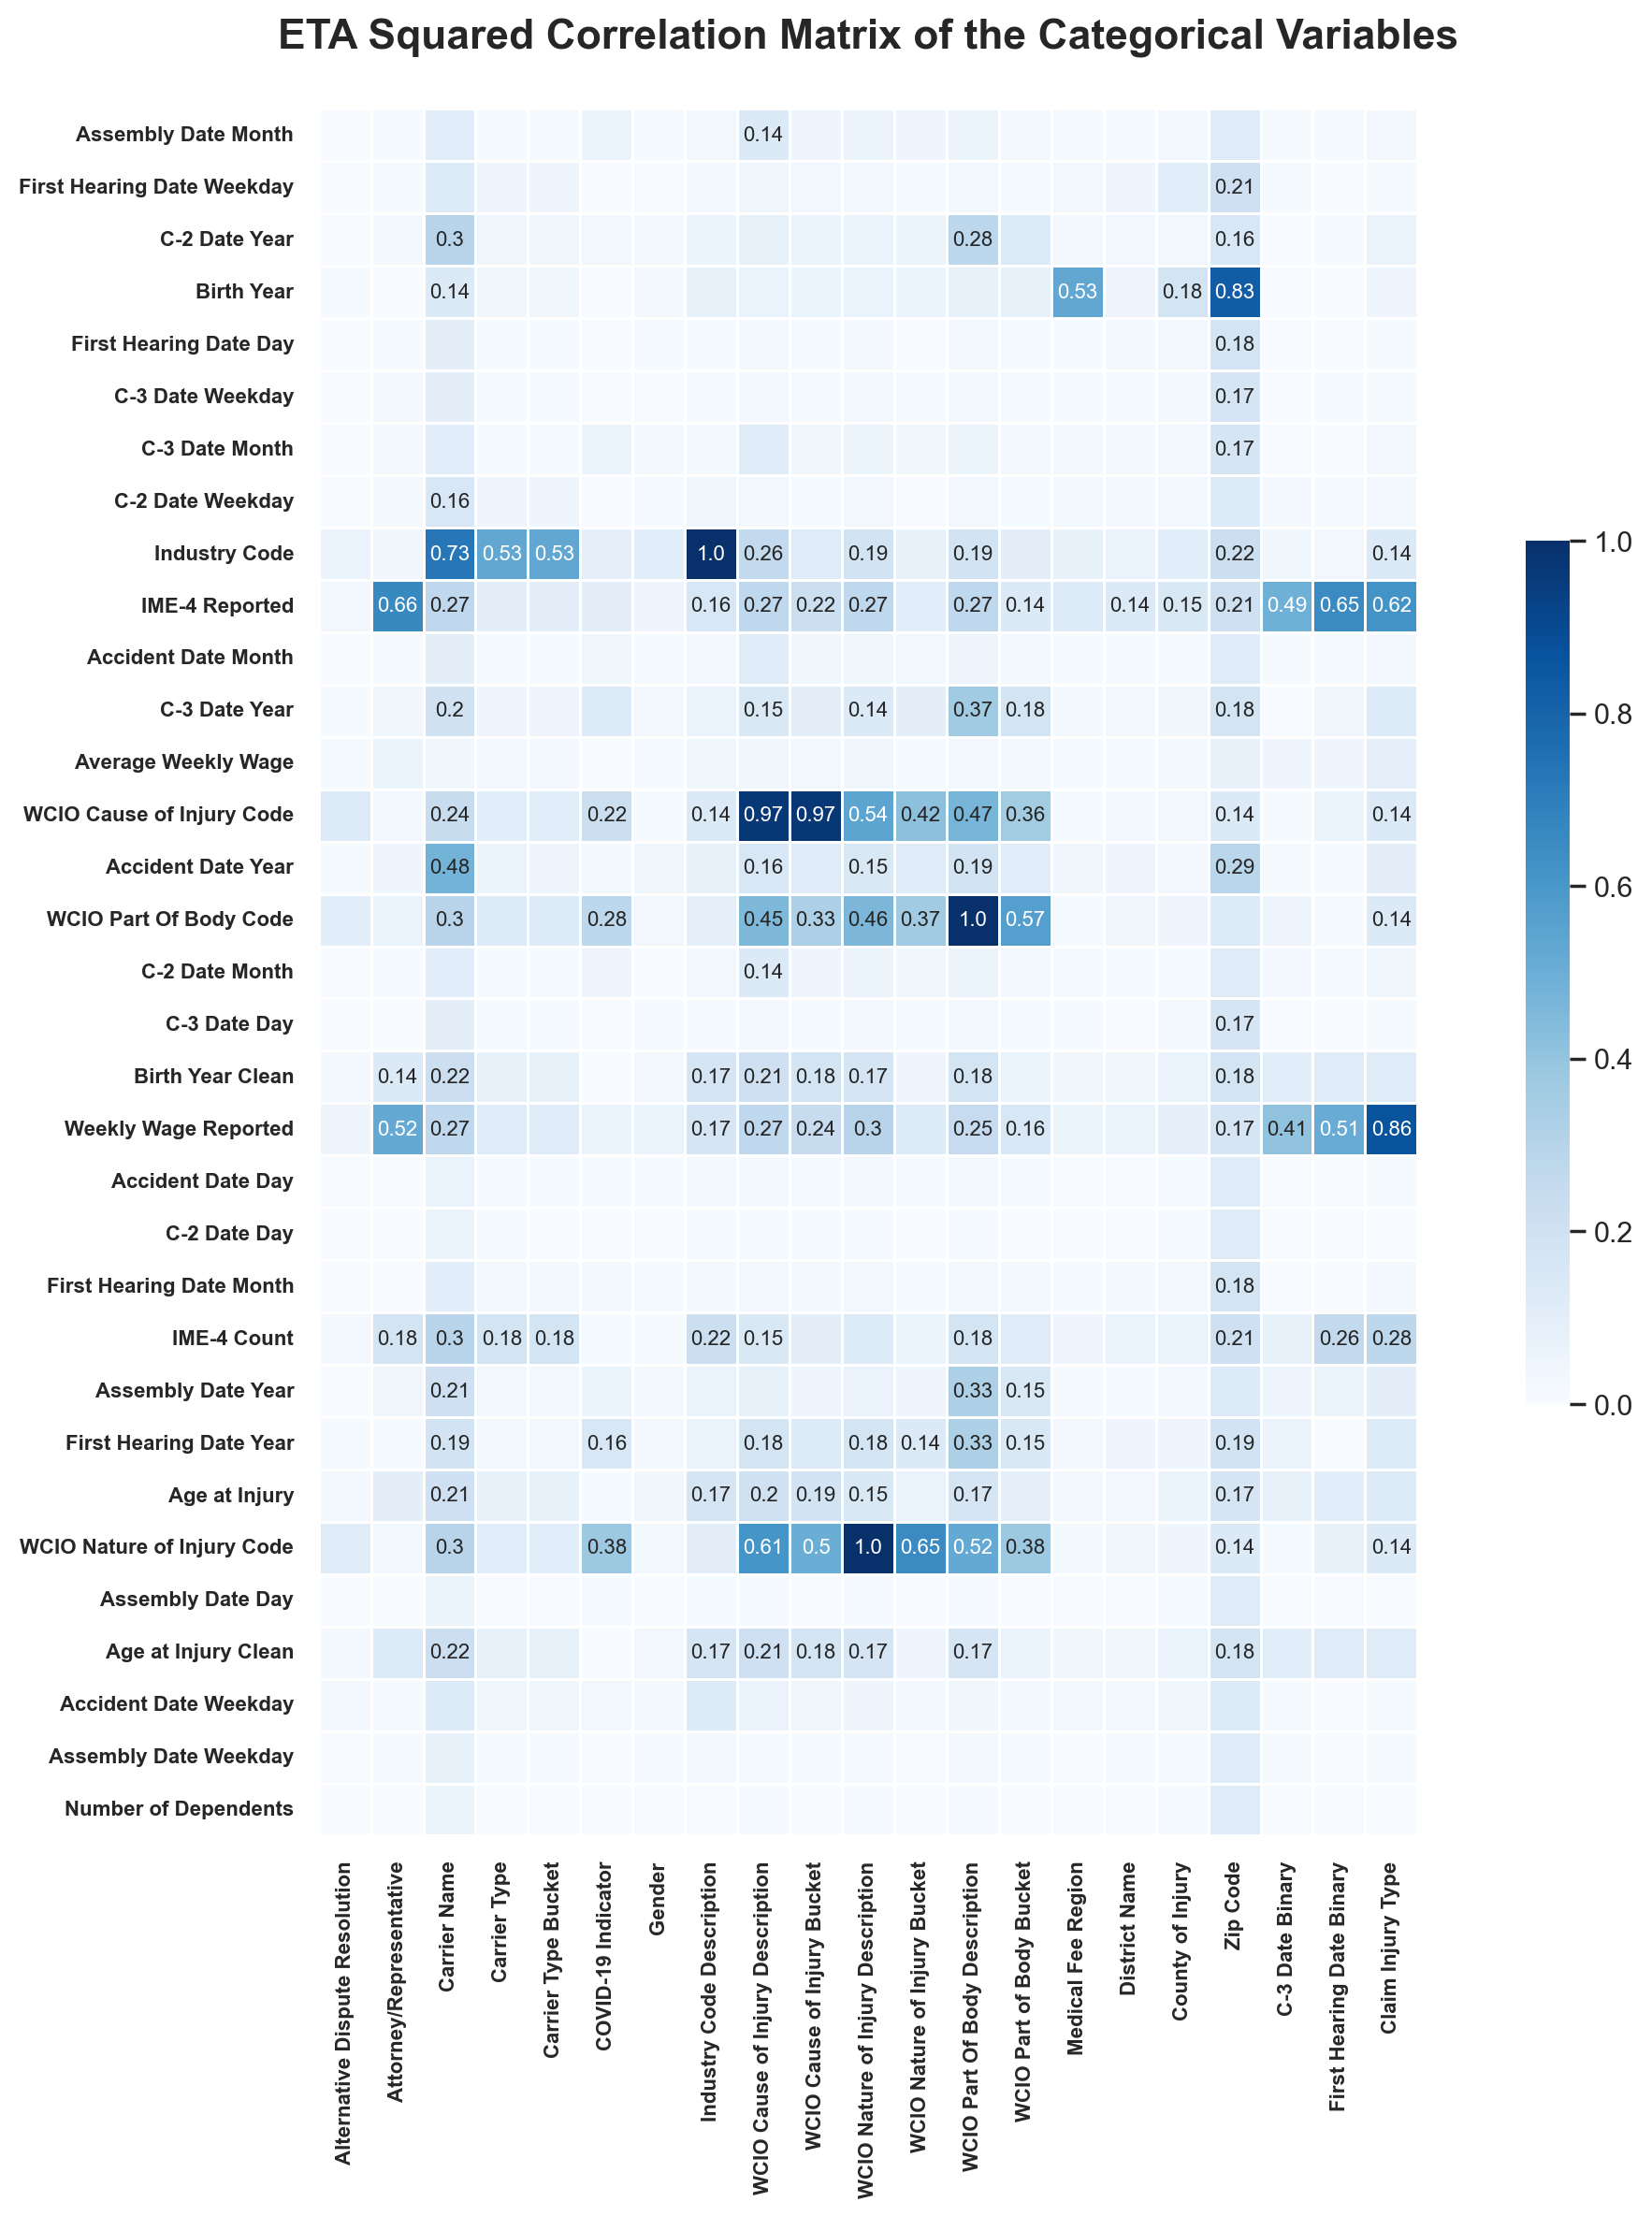 ETA Squared Correlation Matrix of the Categorical Variables
Assembly Date Month 0.14
First Hearing Date Weekday 0.21
C-2 Date Year 0.3 0.28 0.16
Birth Year 0.14 0.53 0.18 0.83
First Hearing Date Day 0.18
C-3 Date Weekday 0.17
C-3 Date Month 0.17
C-2 Date Weekday 0.16
Industry Code 0.73 0.53 0.53 1.0 0.26 0.19 0.19 0.22 0.14
IME-4 Reported 0.66 0.27 0.16 0.27 0.22 0.27 0.27 0.14 0.14 0.15 0.21 0.49 0.65 0.62
Accident Date Month
C-3 Date Year 0.2 0.15 0.14 0.37 0.18 0.18
Average Weekly Wage
WCIO Cause of Injury Code 0.24 0.22 0.14 0.97 0.97 0.54 0.42 0.47 0.36 0.14 0.14
Accident Date Year 0.48 0.16 0.15 0.19 0.29
WCIO Part Of Body Code 0.3 0.28 0.45 0.33 0.46 0.37 1.0 0.57 0.14
C-2 Date Month 0.14
C-3 Date Day 0.17
Birth Year Clean 0.14 0.22 0.17 0.21 0.18 0.17 0.18 0.18
Weekly Wage Reported 0.52 0.27 0.17 0.27 0.24 0.3 0.25 0.16 0.17 0.41 0.51 0.86
Accident Date Day
C-2 Date Day
First Hearing Date Month 0.18
IME-4 Count 0.18 0.3 0.18 0.18 0.22 0.15 0.18 0.21 0.26 0.28
Assembly Date Year 0.21 0.33 0.15
First Hearing Date Year 0.19 0.16 0.18 0.18 0.14 0.33 0.15 0.19
Age at Injury 0.21 0.17 0.2 0.19 0.15 0.17 0.17
WCIO Nature of Injury Code 0.3 0.38 0.61 0.5 1.0 0.65 0.52 0.38 0.14 0.14
Assembly Date Day
Age at Injury Clean 0.22 0.17 0.21 0.18 0.17 0.17 0.18
Accident Date Weekday
Assembly Date Weekday
Number of Dependents
Alternative Dispute Resolution
Attorney/Representative
Carrier Name
Carrier Type
Carrier Type Bucket
COVID-19 Indicator
Gender
Industry Code Description
WCIO Cause of Injury Description
WCIO Cause of Injury Bucket
WCIO Nature of Injury Description
WCIO Nature of Injury Bucket
WCIO Part Of Body Description
WCIO Part of Body Bucket
Medical Fee Region
District Name
County of Injury
Zip Code
C-3 Date Binary
First Hearing Date Binary
Claim Injury Type
1.0
0.8
0.6
0.4
0.2
0.0